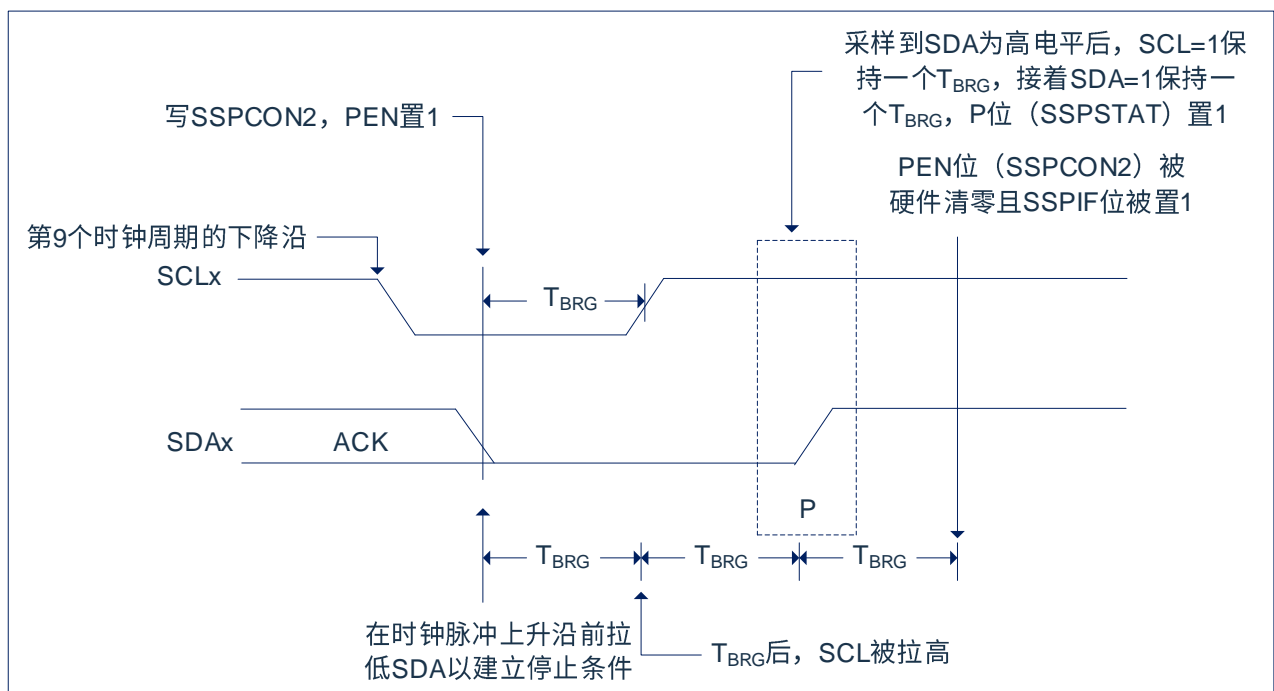 采样到SDA为高电平后，SCL=1保
持一个TBRG，接着SDA=1保持一
个TBRG，P位（SSPSTAT）置1
写SSPCON2，PEN置1
PEN位（SSPCON2）被
硬件清零且SSPIF位被置1
第9个时钟周期的下降沿
SCLx
TBRG
SDAx
ACK
P
TBRG
TBRG
TBRG
在时钟脉冲上升沿前拉
低SDA以建立停止条件
TBRG后，SCL被拉高